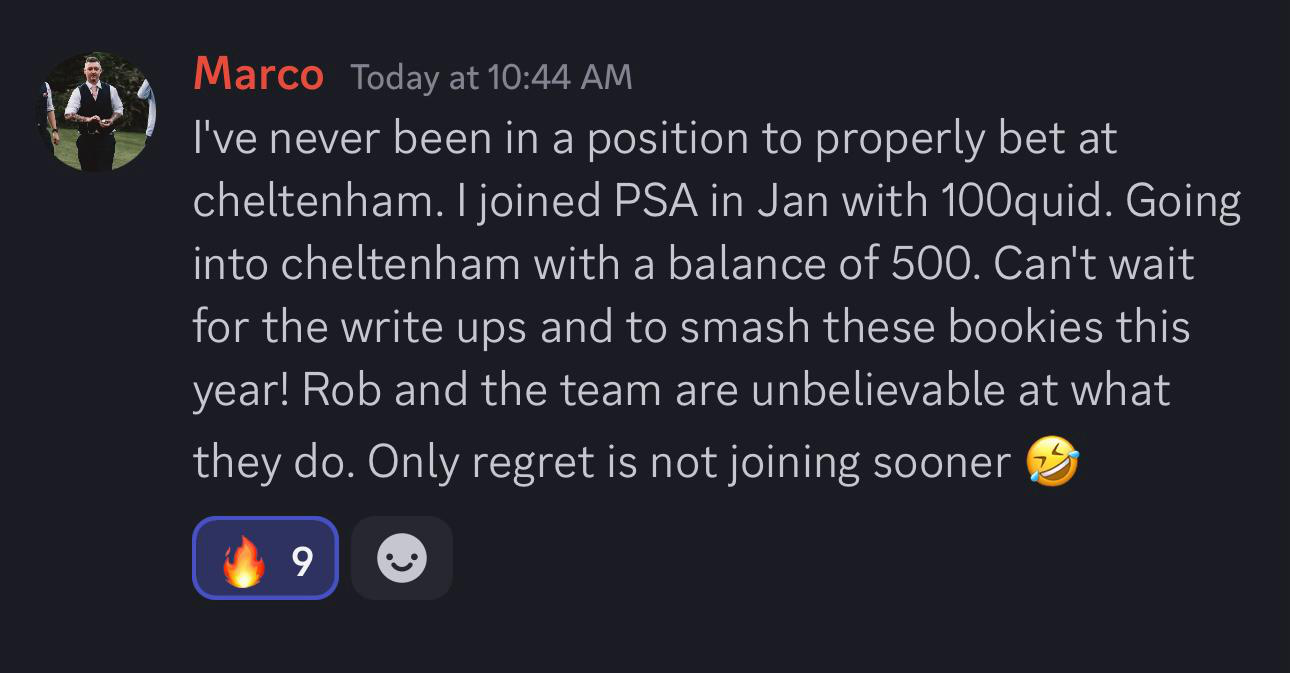 Marco Today at 10:44 AM
I've never been in a position to properly bet at
cheltenham. I joined PSA in Jan with 100quid. Going
into cheltenham with a balance of 500. Can't wait
for the write ups and to smash these bookies this
year! Rob and the team are unbelievable at what
they do. Only regret is not joining sooner 🤣
🔥 9